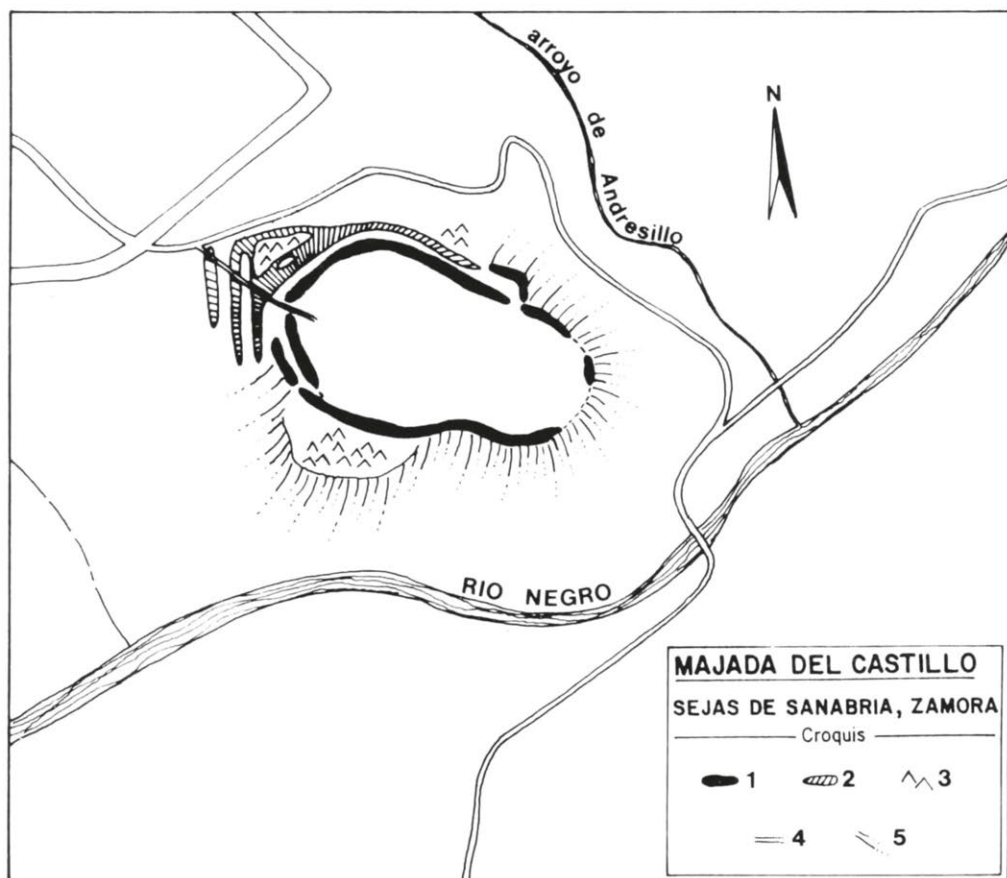 arroyo de Andresillo
N
RIO NEGRO
MAJADA DEL CASTILLO
SEJAS DE SANABRIA, ZAMORA
Croquis
1 2 3
4 5